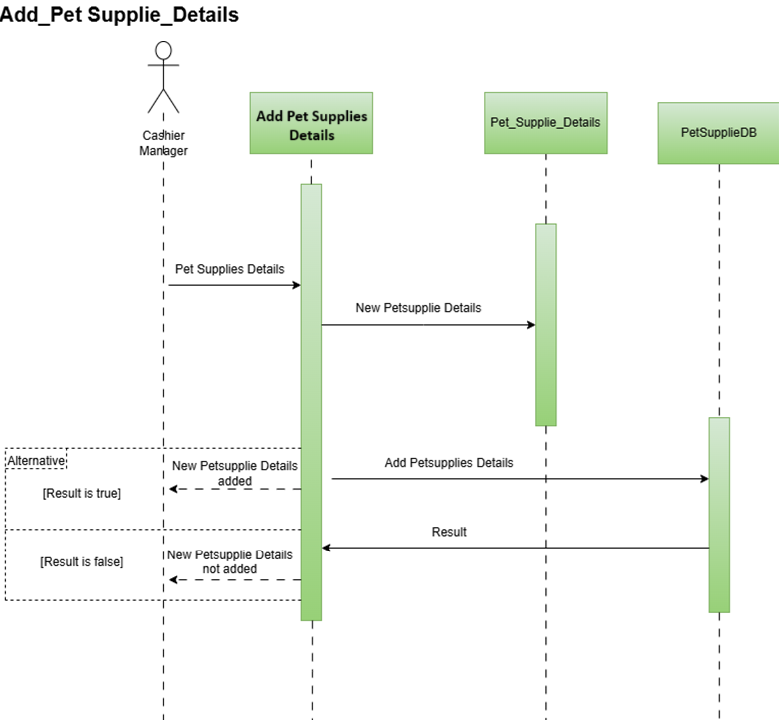 Add_Pet Supplie_Details
Cashier
Manager
Add Pet Supplies
Details
Pet_Supplie_Details
PetSupplieDB
Pet Supplies Details
New Petsupplie Details
Alternative
New Petsupplie Details
added
[Result is true]
Add Petsupplies Details
Result
[Result is false]
New Petsupplie Details
not added